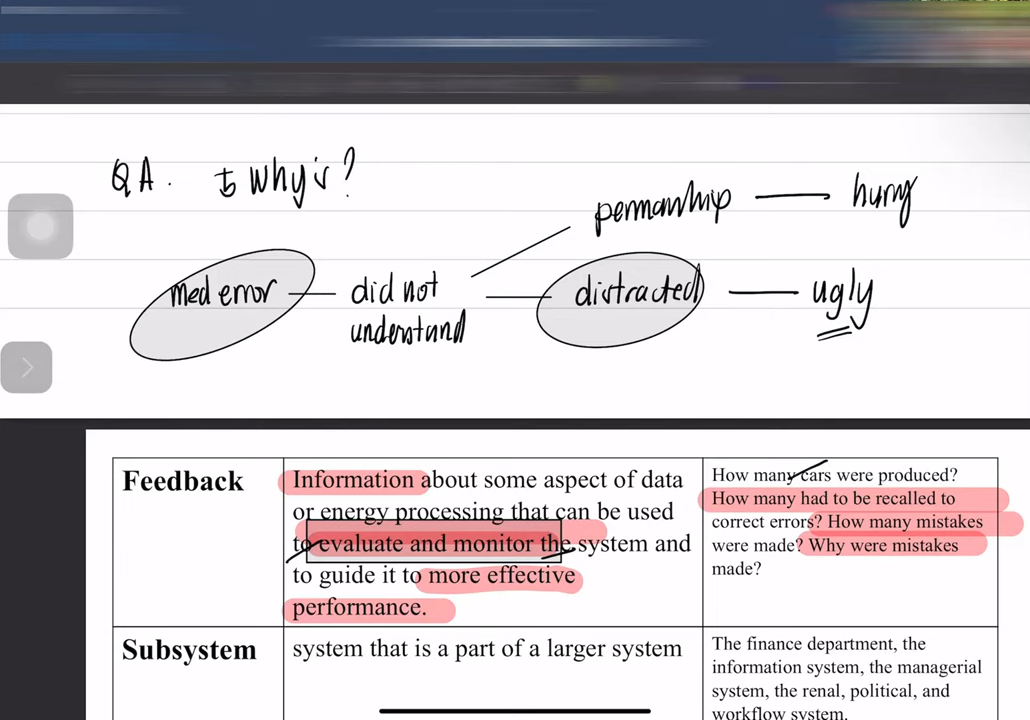 QA. 5 Why's?
penmanship — hurry
med error — did not understand — distracted — ugly
Feedback
Information about some aspect of data
or energy processing that can be used
to evaluate and monitor the system and
to guide it to more effective
performance.
How many cars were produced?
How many had to be recalled to
correct errors? How many mistakes
were made? Why were mistakes
made?
Subsystem
system that is a part of a larger system
The finance department, the
information system, the managerial
system, the renal, political, and
workflow system.